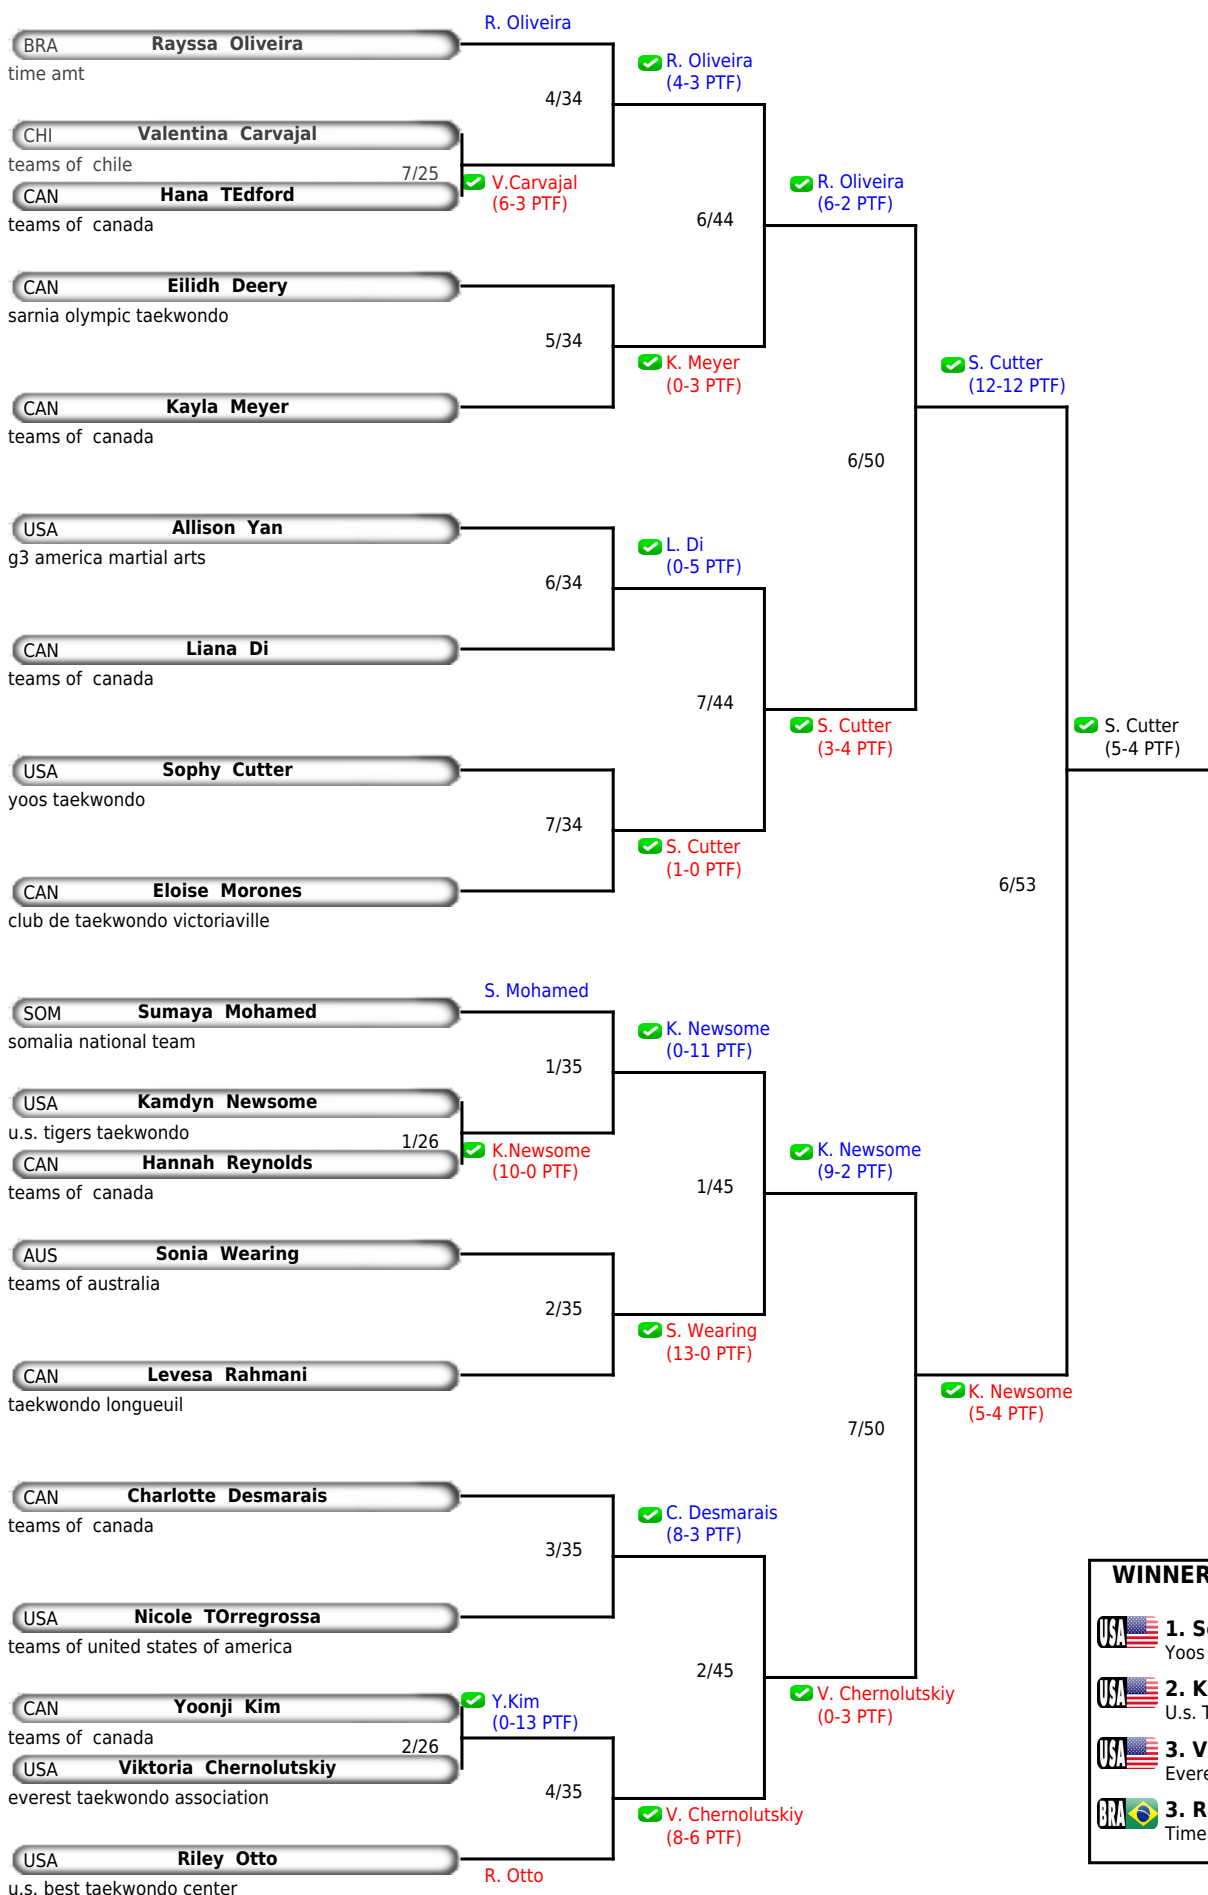 R. Oliveira
BRA Rayssa Oliveira
time amt
R. Oliveira
(4-3 PTF)
4/34
CHI Valentina Carvajal
teams of chile
7/25
V.Carvajal
(6-3 PTF)
CAN Hana TEdford
teams of canada
R. Oliveira
(6-2 PTF)
6/44
CAN Eilidh Deery
sarnia olympic taekwondo
5/34
K. Meyer
(0-3 PTF)
CAN Kayla Meyer
teams of canada
S. Cutter
(12-12 PTF)
6/50
USA Allison Yan
g3 america martial arts
L. Di
(0-5 PTF)
6/34
CAN Liana Di
teams of canada
7/44
S. Cutter
(3-4 PTF)
S. Cutter
(5-4 PTF)
USA Sophy Cutter
yoos taekwondo
7/34
S. Cutter
(1-0 PTF)
CAN Eloise Morones
club de taekwondo victoriaville
6/53
S. Mohamed
SOM Sumaya Mohamed
somalia national team
K. Newsome
(0-11 PTF)
1/35
USA Kamdyn Newsome
u.s. tigers taekwondo
1/26
K.Newsome
(10-0 PTF)
CAN Hannah Reynolds
teams of canada
K. Newsome
(9-2 PTF)
1/45
AUS Sonia Wearing
teams of australia
2/35
S. Wearing
(13-0 PTF)
CAN Levesa Rahmani
taekwondo longueuil
K. Newsome
(5-4 PTF)
7/50
CAN Charlotte Desmarais
teams of canada
C. Desmarais
(8-3 PTF)
3/35
USA Nicole TOrregrossa
teams of united states of america
2/45
V. Chernolutskiy
(0-3 PTF)
CAN Yoonji Kim
teams of canada
Y.Kim
(0-13 PTF)
2/26
USA Viktoria Chernolutskiy
everest taekwondo association
4/35
V. Chernolutskiy
(8-6 PTF)
USA Riley Otto
u.s. best taekwondo center
R. Otto
WINNER
USA 1. S
Yoos
USA 2. K
U.s. T
USA 3. V
Evere
BRA 3. R
Time